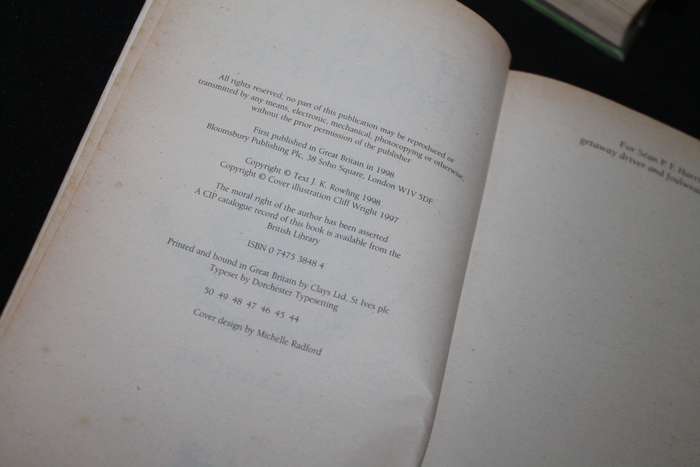 All rights reserved; no part of this publication may be reproduced or
transmitted by any means, electronic, mechanical, photocopying or otherwise,
without the prior permission of the publisher
First published in Great Britain in 1998
Bloomsbury Publishing Plc, 38 Soho Square, London W1V 5DF
Copyright © Text J. K. Rowling 1998
Copyright © Cover illustration Cliff Wright 1997
The moral right of the author has been asserted
A CIP catalogue record of this book is available from the
British Library
ISBN 0 7475 3848 4
Printed and bound in Great Britain by Clays Ltd, St Ives plc
Typeset by Dorchester Typesetting
50 49 48 47 46 45 44
Cover design by Michelle Radford
For Seán P. F.
getaway driver and